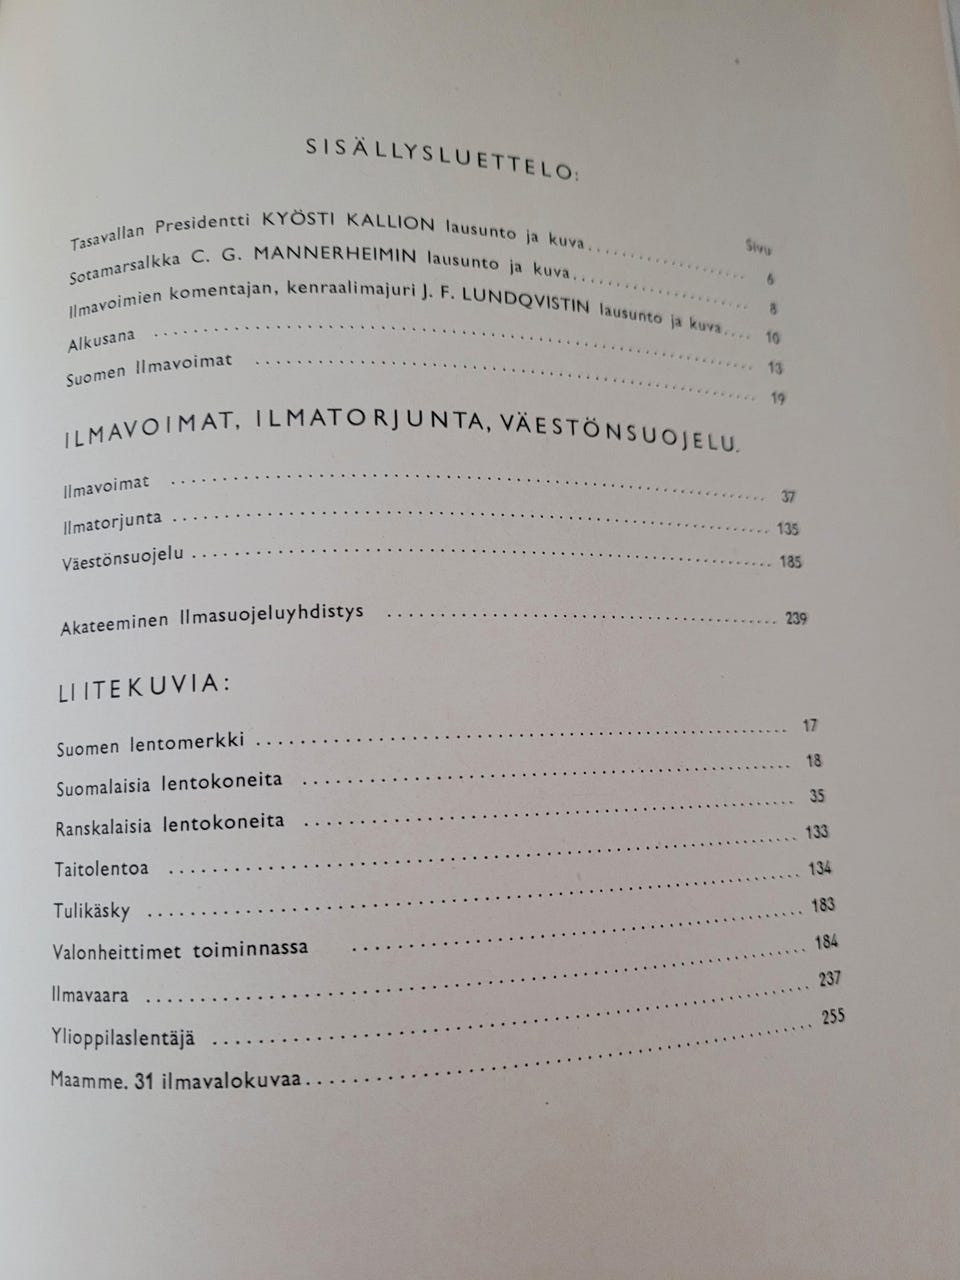 SISÄLLYSLUETTELO:
Sivu
Tasavallan Presidentti KYÖSTI KALLION lausunto ja kuva.................. 6
Sotamarsalkka C. G. MANNERHEIMIN lausunto ja kuva.................. 8
Ilmavoimien komentajan, kenraalimajuri J. F. LUNDQVISTIN lausunto ja kuva.... 10
Alkusana .................................................. 13
Suomen Ilmavoimat .......................................... 19
ILMAVOIMAT, ILMATORJUNTA, VÄESTÖNSUOJELU.
Ilmavoimat .................................................. 37
Ilmatorjunta .................................................. 135
Väestönsuojelu .................................................. 185
Akateeminen Ilmasuojeluyhdistys .................................. 239
LIITEKUVIA:
Suomen lentomerkki .......................................... 17
Suomalaisia lentokoneita ...................................... 18
Ranskalaisia lentokoneita ...................................... 35
Taitolentoa .................................................. 133
Tulikäsky .................................................. 134
Valonheittimet toiminnassa .................................. 183
Ilmavaara .................................................. 184
Ylioppilaslentäjä .......................................... 237
Maamme. 31 ilmavalokuvaa...................................... 255